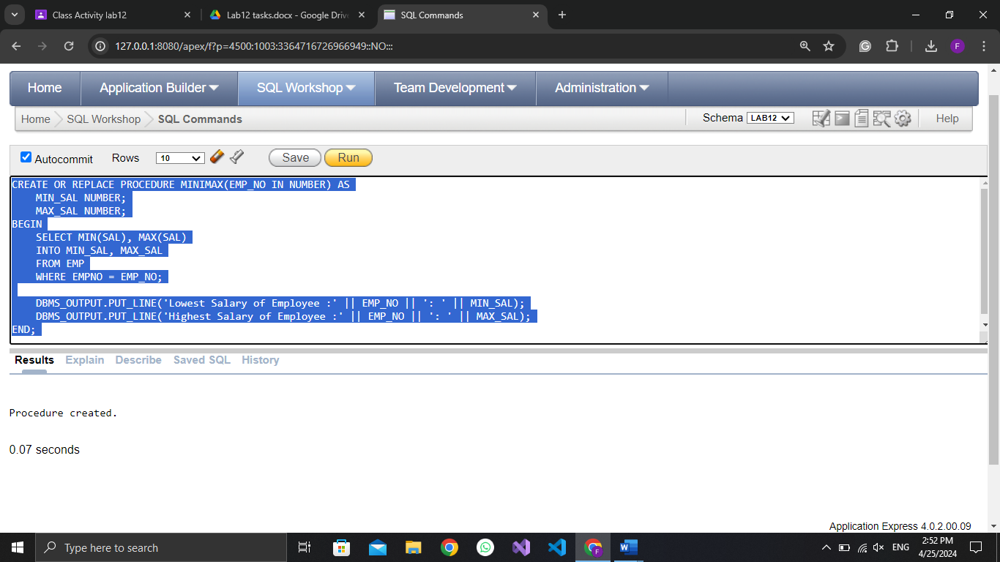 Class Activity lab12
Lab12 tasks.docx - Google Drive
SQL Commands
127.0.0.1:8080/apex/f?p=4500:1003:3364716726966949::NO:::
F
Home
Application Builder
SQL Workshop
Team Development
Administration
Home
SQL Workshop
SQL Commands
Schema
LAB12
Help
Autocommit
Rows
10
Save
Run
CREATE OR REPLACE PROCEDURE MINIMAX(EMP_NO IN NUMBER) AS
    MIN_SAL NUMBER;
    MAX_SAL NUMBER;
BEGIN
    SELECT MIN(SAL), MAX(SAL)
    INTO MIN_SAL, MAX_SAL
    FROM EMP
    WHERE EMPNO = EMP_NO;
    DBMS_OUTPUT.PUT_LINE('Lowest Salary of Employee :' || EMP_NO || ': ' || MIN_SAL);
    DBMS_OUTPUT.PUT_LINE('Highest Salary of Employee :' || EMP_NO || ': ' || MAX_SAL);
END;
Results
Explain
Describe
Saved SQL
History
Procedure created.
0.07 seconds
Application Express 4.0.2.00.09
Type here to search
F
ENG
2:52 PM
4/25/2024